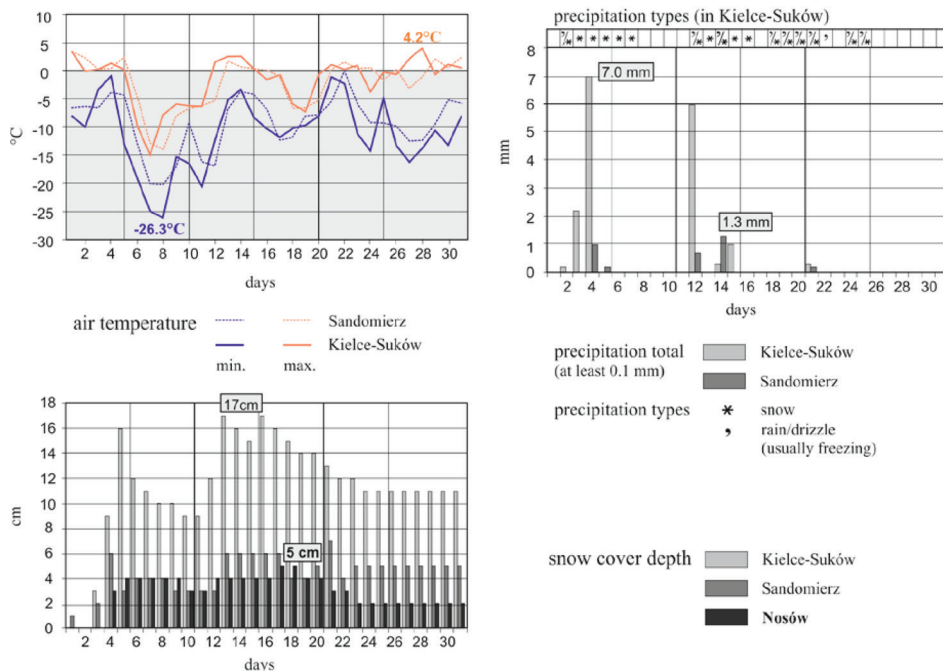 10
5
0
-5
-10
-15
-20
-25
-30
°C
4.2°C
-26.3°C
2 4 6 8 10 12 14 16 18 20 22 24 26 28 30
days
air temperature
Sandomierz
Kielce-Suków
min. max.
precipitation types (in Kielce-Suków)
8
7
6
5
4
3
2
1
0
mm
7.0 mm
1.3 mm
2 4 6 8 10 12 14 16 18 20 22 24 26 28 30
days
precipitation total
(at least 0.1 mm)
Kielce-Suków
Sandomierz
precipitation types
* snow
, rain/drizzle
(usually freezing)
18
16
14
12
10
8
6
4
2
0
cm
17cm
5 cm
2 4 6 8 10 12 14 16 18 20 22 24 26 28 30
days
snow cover depth
Kielce-Suków
Sandomierz
Nosów